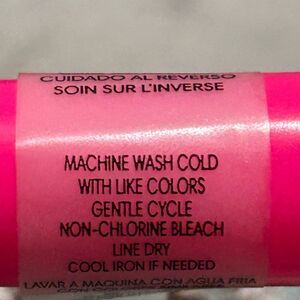 CUIDADO AL REVERSO
SOIN SUR L'INVERSE
MACHINE WASH COLD
WITH LIKE COLORS
GENTLE CYCLE
NON-CHLORINE BLEACH
LINE DRY
COOL IRON IF NEEDED
LAVAR A MAQUINA CON AGUA FRIA
CON